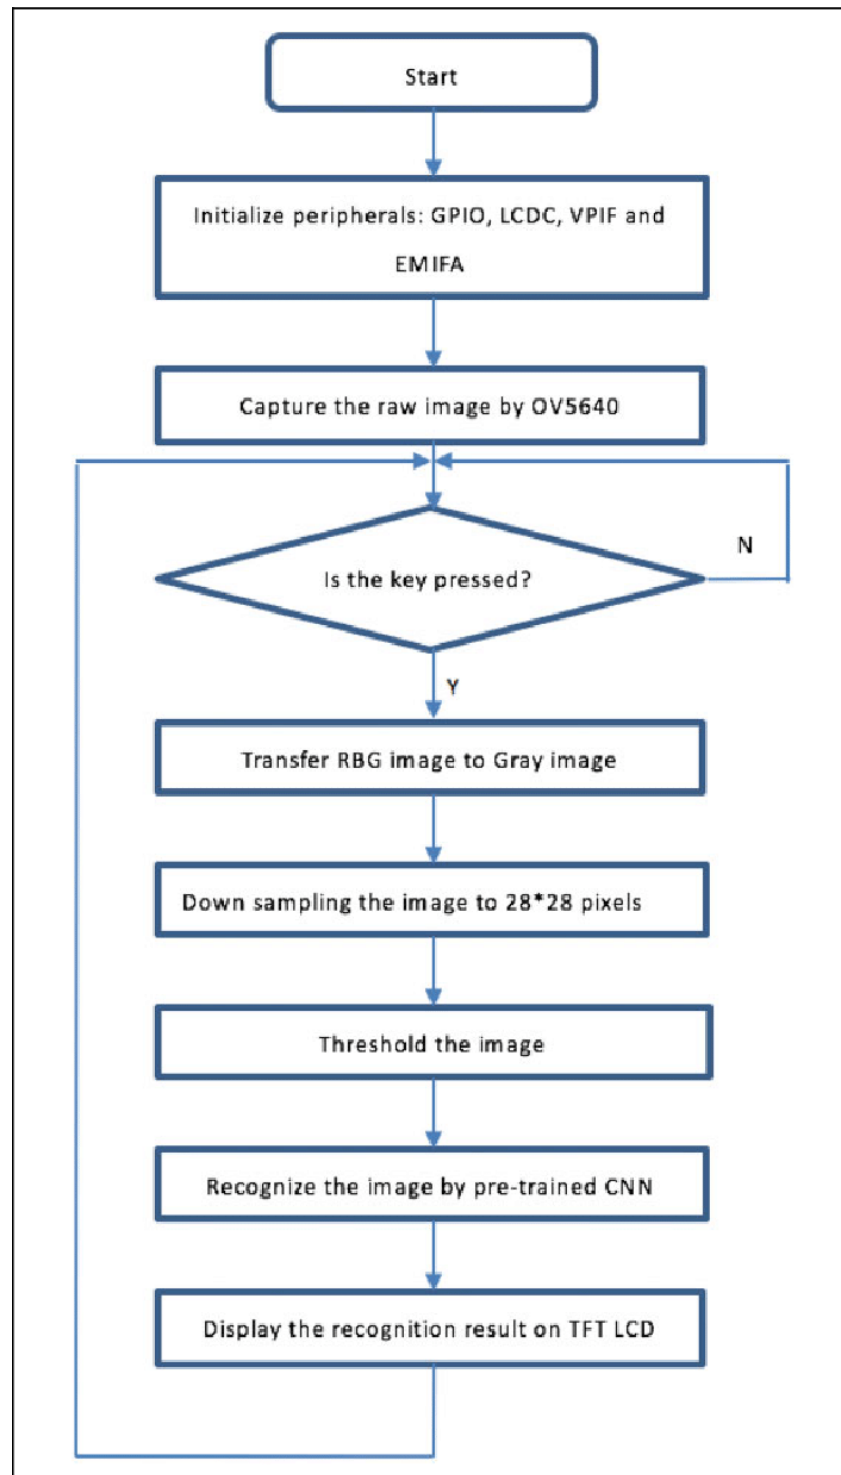 Start
Initialize peripherals: GPIO, LCDC, VPIF and
EMIFA
Capture the raw image by OV5640
Is the key pressed?
N
Y
Transfer RBG image to Gray image
Down sampling the image to 28*28 pixels
Threshold the image
Recognize the image by pre-trained CNN
Display the recognition result on TFT LCD